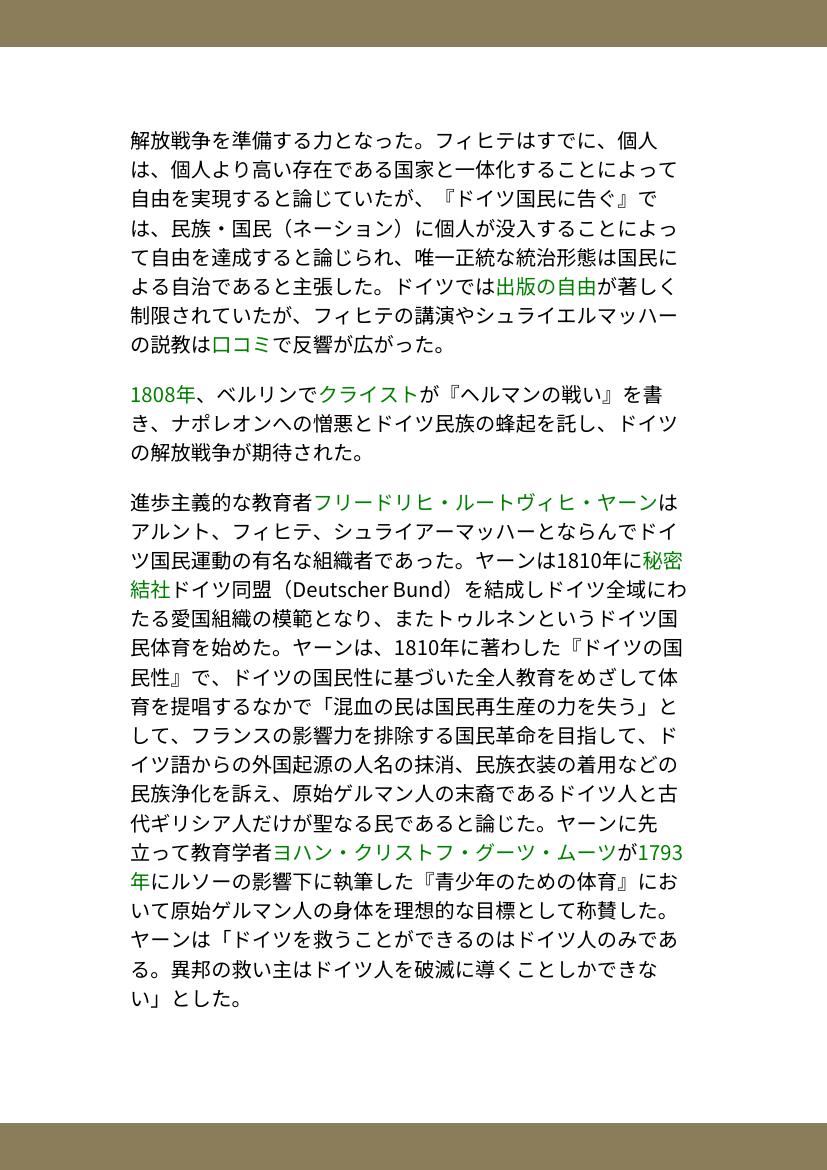 解放戦争を準備する力となった。フィヒテはすでに、個人
は、個人より高い存在である国家と一体化することによって
自由を実現すると論じていたが、『ドイツ国民に告ぐ』で
は、民族・国民（ネーション）に個人が没入することによっ
て自由を達成すると論じられ、唯一正統な統治形態は国民に
よる自治であると主張した。ドイツでは出版の自由が著しく
制限されていたが、フィヒテの講演やシュライエルマッハー
の説教は口コミで反響が広がった。
1808年、ベルリンでクライストが『ヘルマンの戦い』を書
き、ナポレオンへの憎悪とドイツ民族の蜂起を託し、ドイツ
の解放戦争が期待された。
進歩主義的な教育者フリードリヒ・ルートヴィヒ・ヤーンは
アルント、フィヒテ、シュライアーマッハーとならんでドイ
ツ国民運動の有名な組織者であった。ヤーンは1810年に秘密
結社ドイツ同盟（Deutscher Bund）を結成しドイツ全域にわ
たる愛国組織の模範となり、またトゥルネンというドイツ国
民体育を始めた。ヤーンは、1810年に著わした『ドイツの国
民性』で、ドイツの国民性に基づいた全人教育をめざして体
育を提唱するなかで「混血の民は国民再生産の力を失う」と
して、フランスの影響力を排除する国民革命を目指して、ド
イツ語からの外国起源の人名の抹消、民族衣装の着用などの
民族浄化を訴え、原始ゲルマン人の末裔であるドイツ人と古
代ギリシア人だけが聖なる民であると論じた。ヤーンに先
立って教育学者ヨハン・クリストフ・グーツ・ムーツが1793
年にルソーの影響下に執筆した『青少年のための体育』にお
いて原始ゲルマン人の身体を理想的な目標として称賛した。
ヤーンは「ドイツを救うことができるのはドイツ人のみであ
る。異邦の救い主はドイツ人を破滅に導くことしかできな
い」とした。